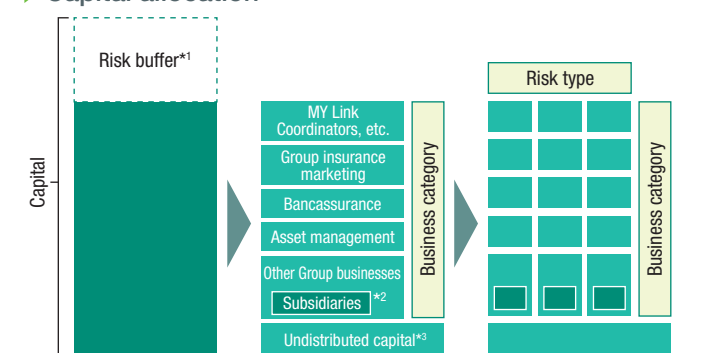 Capital allocation
Risk buffer*1
Capital
MY Link
Coordinators, etc.
Group insurance
marketing
Bancassurance
Asset management
Other Group businesses
Subsidiaries *2
Undistributed capital*3
Business category
Risk type
Business category